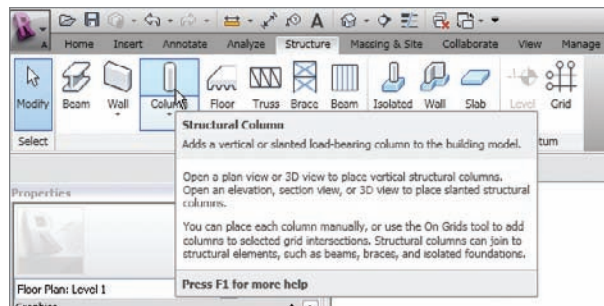 Home Insert Annotate Analyze Structure Massing & Site Collaborate View Manage
Modify Beam Wall Column Floor Truss Brace Beam Isolated Wall Slab Level Grid
Select tum
Structural Column
Adds a vertical or slanted load-bearing column to the building model.
Open a plan view or 3D view to place vertical structural columns.
Open an elevation, section view, or 3D view to place slanted structural
columns.
You can place each column manually, or use the On Grids tool to add
columns to selected grid intersections. Structural columns can join to
structural elements, such as beams, braces, and isolated foundations.
Press F1 for more help
Properties
Floor Plan: Level 1
Graphics